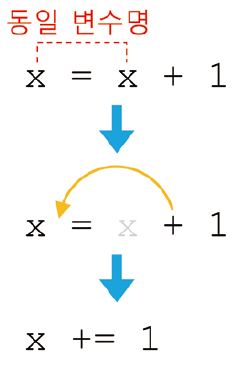 동일 변수명
x = x + 1
x = x + 1
x += 1